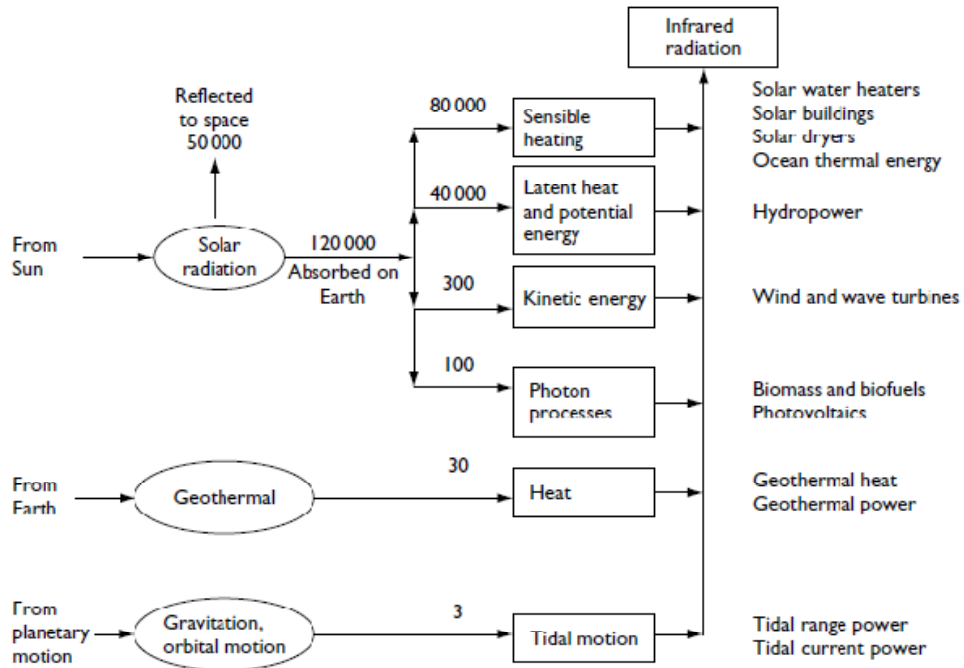 Infrared
radiation
Reflected
to space
50 000
80 000
Sensible
heating
Solar water heaters
Solar buildings
Solar dryers
Ocean thermal energy
40 000
Latent heat
and potential
energy
Hydropower
From
Sun
Solar
radiation
120 000
Absorbed on
Earth
300
Kinetic energy
Wind and wave turbines
100
Photon
processes
Biomass and biofuels
Photovoltaics
From
Earth
Geothermal
30
Heat
Geothermal heat
Geothermal power
From
planetary
motion
Gravitation,
orbital motion
3
Tidal motion
Tidal range power
Tidal current power